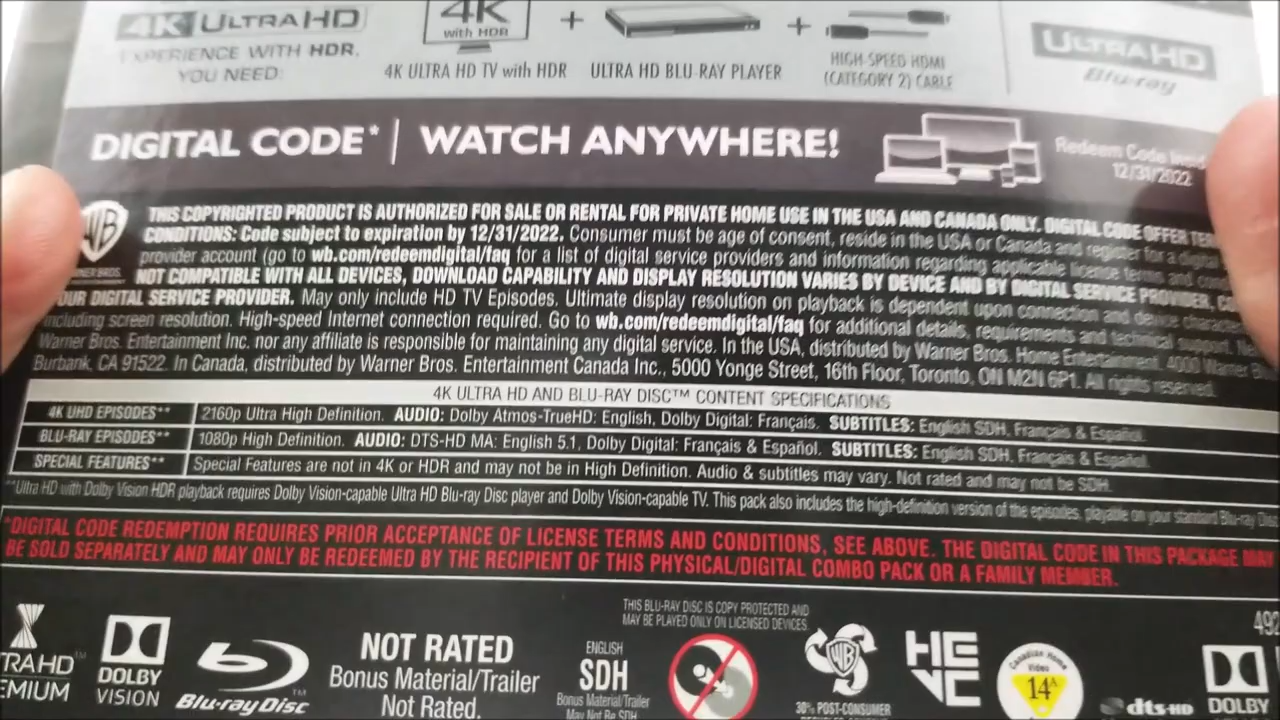 4K ULTRA HD
EXPERIENCE WITH HDR,
YOU NEED:
4K
with HDR
+
+
4K ULTRA HD TV with HDR
ULTRA HD BLU-RAY PLAYER
HIGH-SPEED HDMI
(CATEGORY 2) CABLE
ULTRA HD
Blu-ray
DIGITAL CODE* | WATCH ANYWHERE!
Redeem Code
12/31/2022
WB
THIS COPYRIGHTED PRODUCT IS AUTHORIZED FOR SALE OR RENTAL FOR PRIVATE HOME USE IN THE USA AND CANADA ONLY. DIGITAL CODE OFFER
CONDITIONS: Code subject to expiration by 12/31/2022. Consumer must be age of consent, reside in the USA or Canada and register for a
provider account (go to wb.com/redeemdigital/faq for a list of digital service providers and information regarding applicable license terms and
NOT COMPATIBLE WITH ALL DEVICES, DOWNLOAD CAPABILITY AND DISPLAY RESOLUTION VARIES BY DEVICE AND BY DIGITAL SERVICE PROVIDER,
OUR DIGITAL SERVICE PROVIDER. May only include HD TV Episodes. Ultimate display resolution on playback is dependent upon connection and device
including screen resolution. High-speed Internet connection required. Go to wb.com/redeemdigital/faq for additional details, requirements and technical support.
Warner Bros. Entertainment Inc. nor any affiliate is responsible for maintaining any digital service. In the USA, distributed by Warner Bros. Home Entertainment, 4000 Warner
Burbank, CA 91522. In Canada, distributed by Warner Bros. Entertainment Canada Inc., 5000 Yonge Street, 16th Floor, Toronto, ON M2N 6P1. All rights reserved.
4K ULTRA HD AND BLU-RAY DISC™ CONTENT SPECIFICATIONS
4K UHD EPISODES** 2160p Ultra High Definition. AUDIO: Dolby Atmos-TrueHD: English, Dolby Digital: Français. SUBTITLES: English SDH, Français & Español.
BLU-RAY EPISODES** 1080p High Definition. AUDIO: DTS-HD MA: English 5.1, Dolby Digital: Français & Español. SUBTITLES: English SDH, Français & Español.
SPECIAL FEATURES** Special Features are not in 4K or HDR and may not be in High Definition. Audio & subtitles may vary. Not rated and may not be SDH.
**Ultra HD with Dolby Vision HDR playback requires Dolby Vision-capable Ultra HD Blu-ray Disc player and Dolby Vision-capable TV. This pack also includes the high-definition version of the episodes, playable on your standard Blu-ray
*DIGITAL CODE REDEMPTION REQUIRES PRIOR ACCEPTANCE OF LICENSE TERMS AND CONDITIONS, SEE ABOVE. THE DIGITAL CODE IN THIS PACKAGE MAY
BE SOLD SEPARATELY AND MAY ONLY BE REDEEMED BY THE RECIPIENT OF THIS PHYSICAL/DIGITAL COMBO PACK OR A FAMILY MEMBER.
THIS BLU-RAY DISC IS COPY PROTECTED AND
MAY BE PLAYED ONLY ON LICENSED DEVICES.
492
TRA HD™
EMIUM
DOLBY
VISION
Blu-ray Disc™
NOT RATED
Bonus Material/Trailer
Not Rated.
ENGLISH
SDH
Bonus Material/Trailer
May Not Be SDH
WB
30% POST-CONSUMER
HEVC
Canadian Home
Video
14A
dts-HD
DOLBY